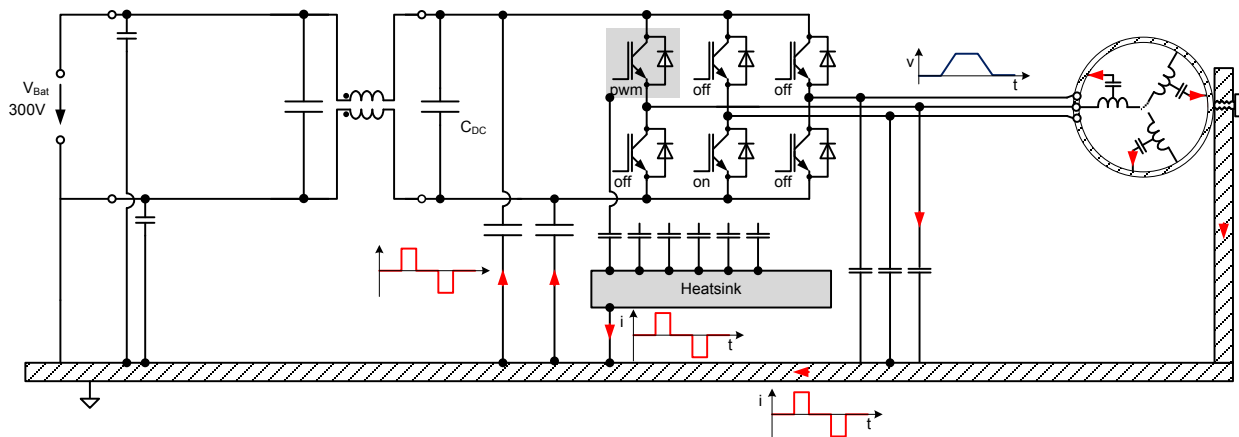 V_Bat
300V
C_DC
pwm
off
off
off
on
off
v
t
Heatsink
i
t
i
t